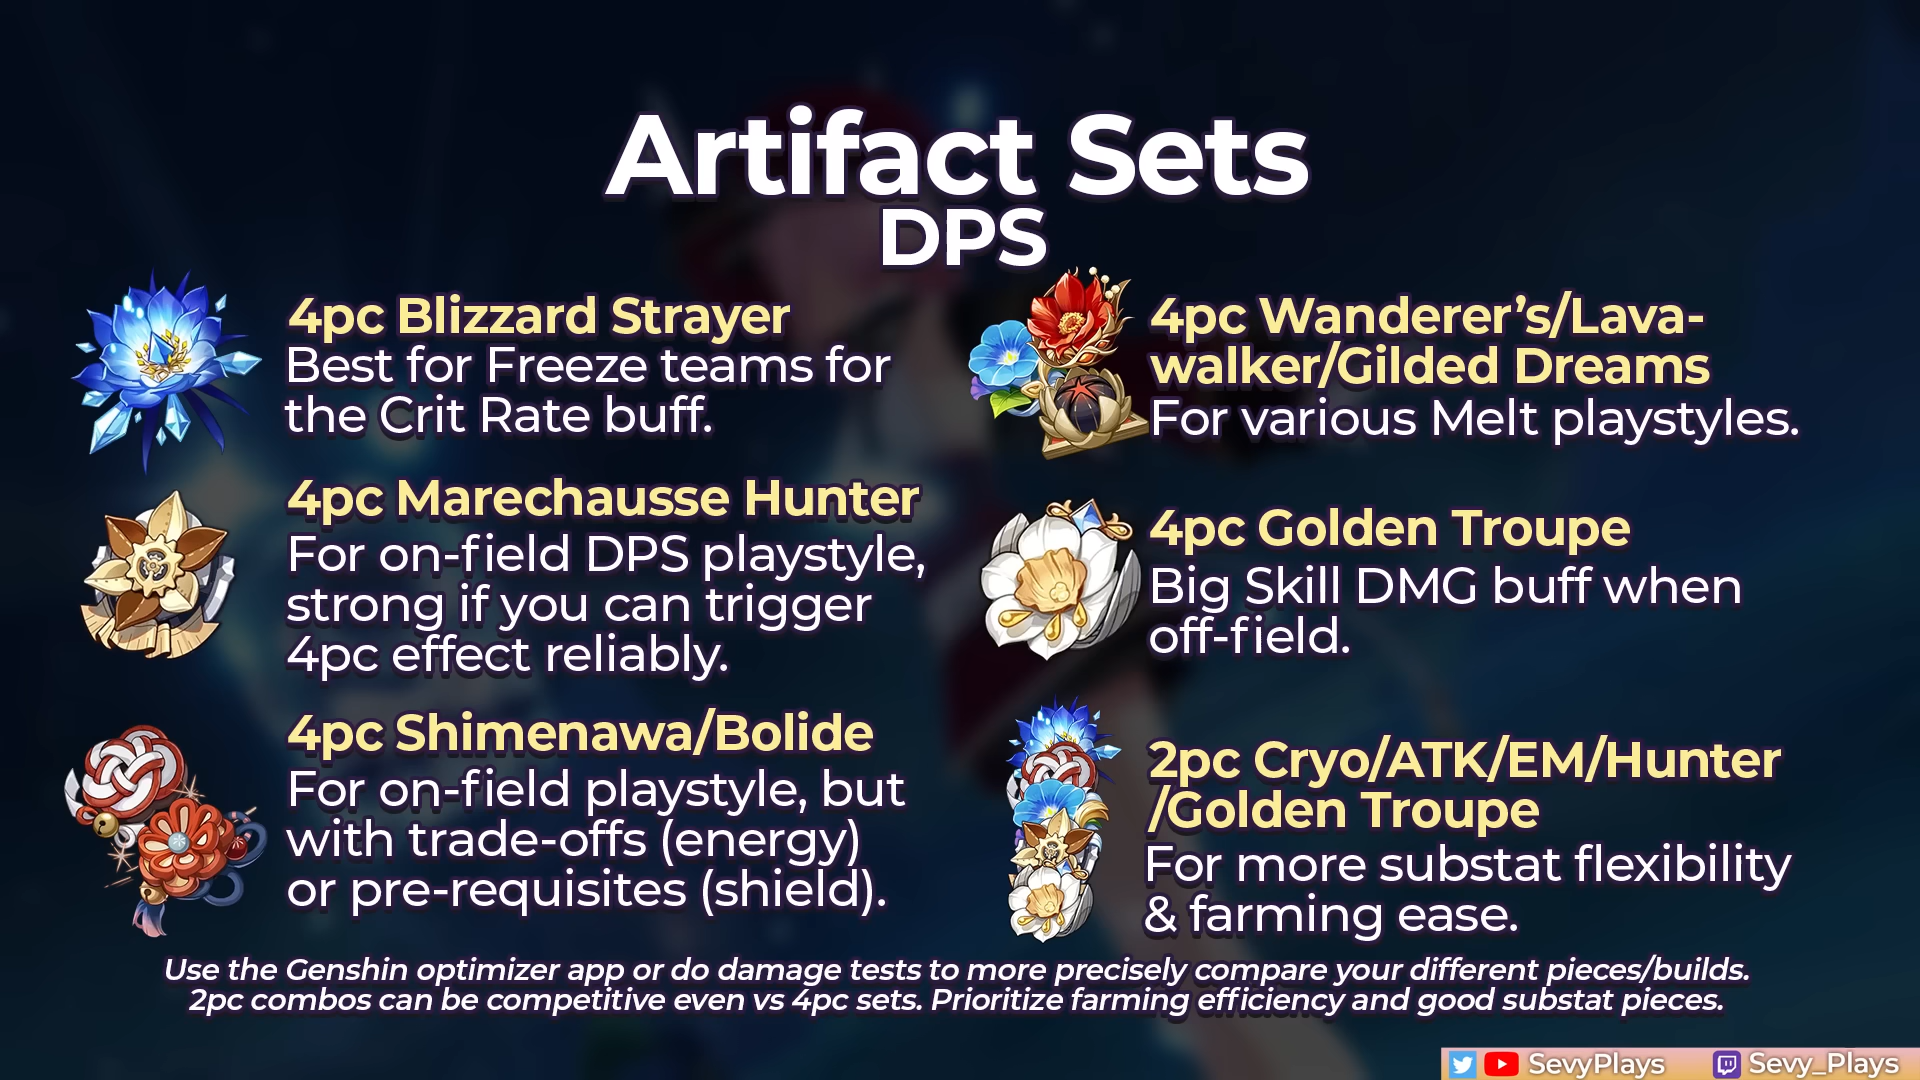 Artifact Sets
DPS
4pc Blizzard Strayer
Best for Freeze teams for
the Crit Rate buff.
4pc Marechausse Hunter
For on-field DPS playstyle,
strong if you can trigger
4pc effect reliably.
4pc Shimenawa/Bolide
For on-field playstyle, but
with trade-offs (energy)
or pre-requisites (shield).
4pc Wanderer's/Lava-
walker/Gilded Dreams
For various Melt playstyles.
4pc Golden Troupe
Big Skill DMG buff when
off-field.
2pc Cryo/ATK/EM/Hunter
/Golden Troupe
For more substat flexibility
& farming ease.
Use the Genshin optimizer app or do damage tests to more precisely compare your different pieces/builds.
2pc combos can be competitive even vs 4pc sets. Prioritize farming efficiency and good substat pieces.
SevyPlays
Sevy_Plays